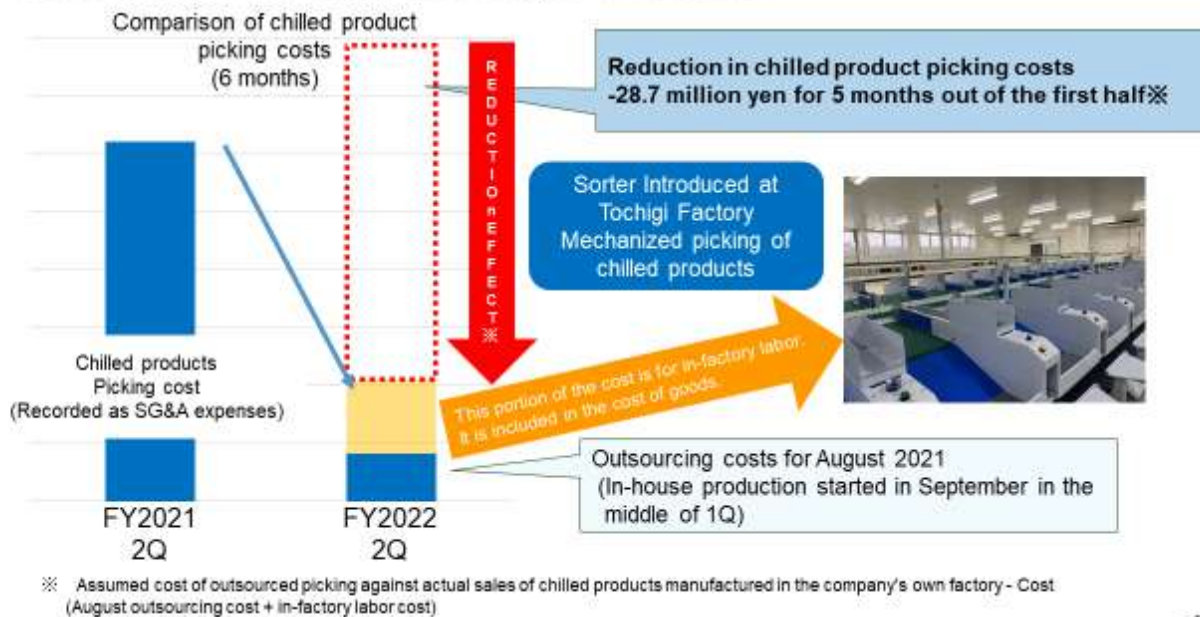 Comparison of chilled product
picking costs
(6 months)
REDUCTIOnEFFECT※
Reduction in chilled product picking costs
-28.7 million yen for 5 months out of the first half※
Sorter Introduced at
Tochigi Factory
Mechanized picking of
chilled products
Chilled products
Picking cost
(Recorded as SG&A expenses)
This portion of the cost is for in-factory labor.
It is included in the cost of goods.
Outsourcing costs for August 2021
(In-house production started in September in the
middle of 1Q)
FY2021
2Q
FY2022
2Q
※ Assumed cost of outsourced picking against actual sales of chilled products manufactured in the company's own factory - Cost
(August outsourcing cost + in-factory labor cost)